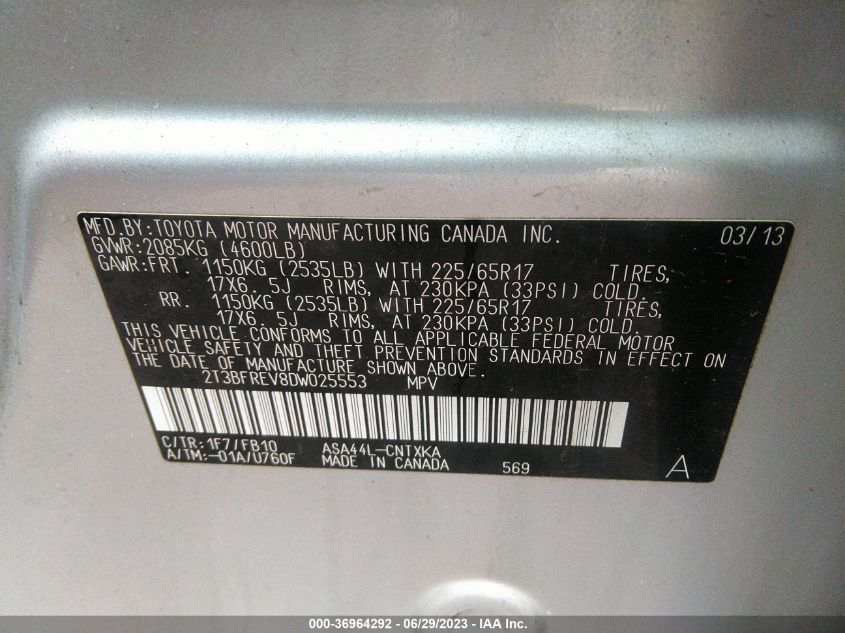 MFD.BY:TOYOTA MOTOR MANUFACTURING CANADA INC. 03/13
GVWR:2085KG (4600LB)
GAWR:FRT. 1150KG (2535LB) WITH 225/65R17 TIRES,
17X6. 5J RIMS, AT 230KPA (33PSI) COLD.
RR. 1150KG (2535LB) WITH 225/65R17 TIRES,
17X6. 5J RIMS, AT 230KPA (33PSI) COLD.
THIS VEHICLE CONFORMS TO ALL APPLICABLE FEDERAL MOTOR
VEHICLE SAFETY AND THEFT PREVENTION STANDARDS IN EFFECT ON
THE DATE OF MANUFACTURE SHOWN ABOVE.
2T3BFREV8DW025553 MPV
C/TR:1F7/FB10 ASA44L-CNTXKA
A/TM:-01A/U760F MADE IN CANADA 569 A
000-36964292 - 06/29/2023 - IAA Inc.